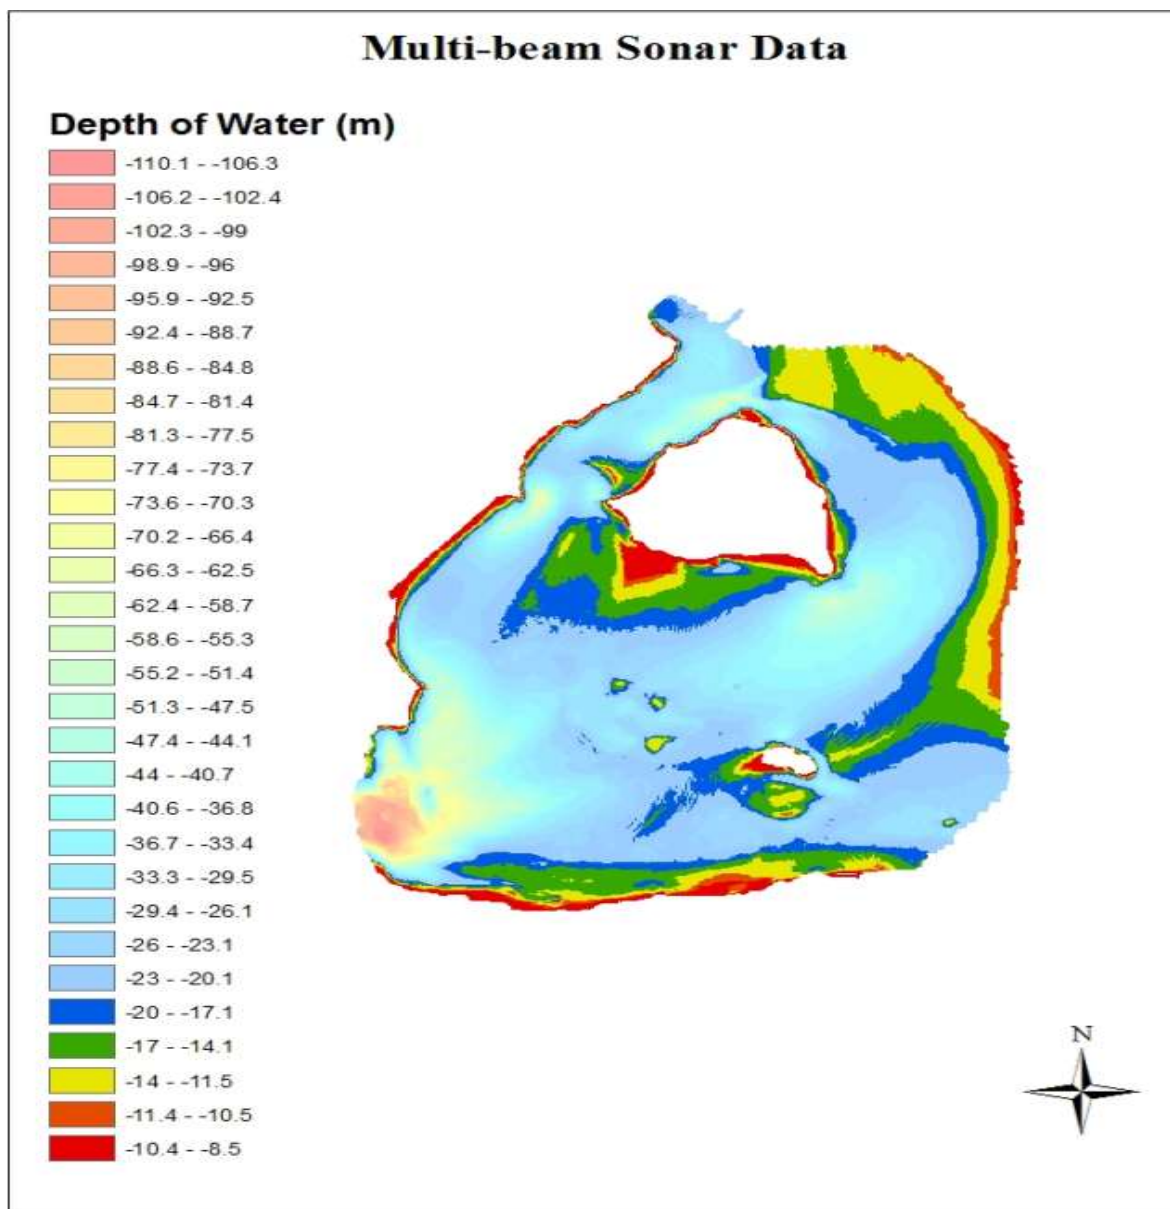 Multi-beam Sonar Data
Depth of Water (m)
-110.1 - -106.3
-106.2 - -102.4
-102.3 - -99
-98.9 - -96
-95.9 - -92.5
-92.4 - -88.7
-88.6 - -84.8
-84.7 - -81.4
-81.3 - -77.5
-77.4 - -73.7
-73.6 - -70.3
-70.2 - -66.4
-66.3 - -62.5
-62.4 - -58.7
-58.6 - -55.3
-55.2 - -51.4
-51.3 - -47.5
-47.4 - -44.1
-44 - -40.7
-40.6 - -36.8
-36.7 - -33.4
-33.3 - -29.5
-29.4 - -26.1
-26 - -23.1
-23 - -20.1
-20 - -17.1
-17 - -14.1
-14 - -11.5
-11.4 - -10.5
-10.4 - -8.5
N